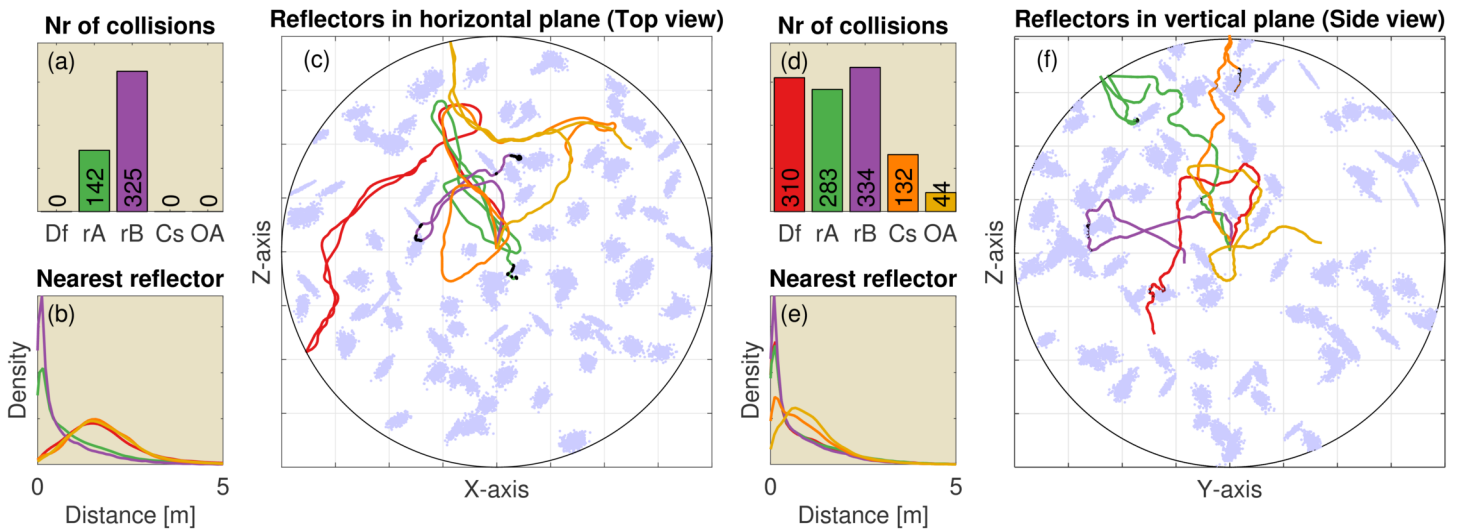 Nr of collisions
(a)
0
142
325
0
0
Df rA rB Cs OA
Nearest reflector
(b)
Density
0 5
Distance [m]
Reflectors in horizontal plane (Top view)
(c)
Z-axis
X-axis
Nr of collisions
(d)
310
283
334
132
44
Df rA rB Cs OA
Nearest reflector
(e)
Density
0 5
Distance [m]
Reflectors in vertical plane (Side view)
(f)
Z-axis
Y-axis